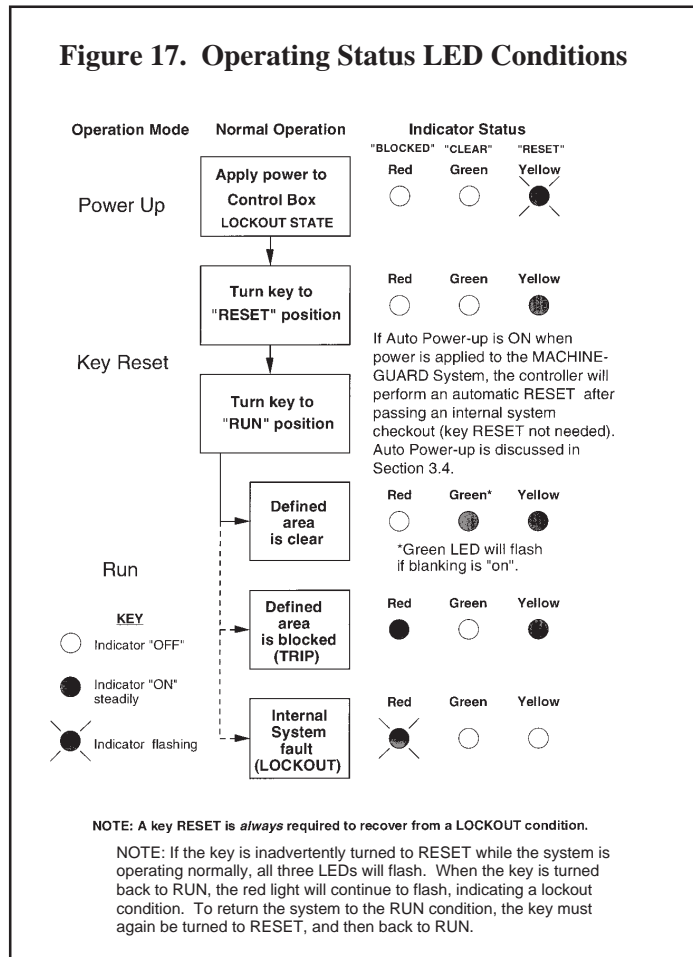 Figure 17.  Operating Status LED Conditions
Operation Mode
Normal Operation
Indicator Status
"BLOCKED" "CLEAR" "RESET"
Power Up
Apply power to
Control Box
LOCKOUT STATE
Red Green Yellow
Key Reset
Turn key to
"RESET" position
Red Green Yellow
If Auto Power-up is ON when
power is applied to the MACHINE-
GUARD System, the controller will
perform an automatic RESET after
passing an internal system
checkout (key RESET not needed).
Auto Power-up is discussed in
Section 3.4.
Turn key to
"RUN" position
Run
Defined
area
is clear
Red Green* Yellow
*Green LED will flash
if blanking is "on".
Defined
area
is blocked
(TRIP)
Red Green Yellow
Internal
System
fault
(LOCKOUT)
Red Green Yellow
KEY
Indicator "OFF"
Indicator "ON"
steadily
Indicator flashing
NOTE: A key RESET is always required to recover from a LOCKOUT condition.
NOTE: If the key is inadvertently turned to RESET while the system is
operating normally, all three LEDs will flash.  When the key is turned
back to RUN, the red light will continue to flash, indicating a lockout
condition.  To return the system to the RUN condition, the key must
again be turned to RESET, and then back to RUN.